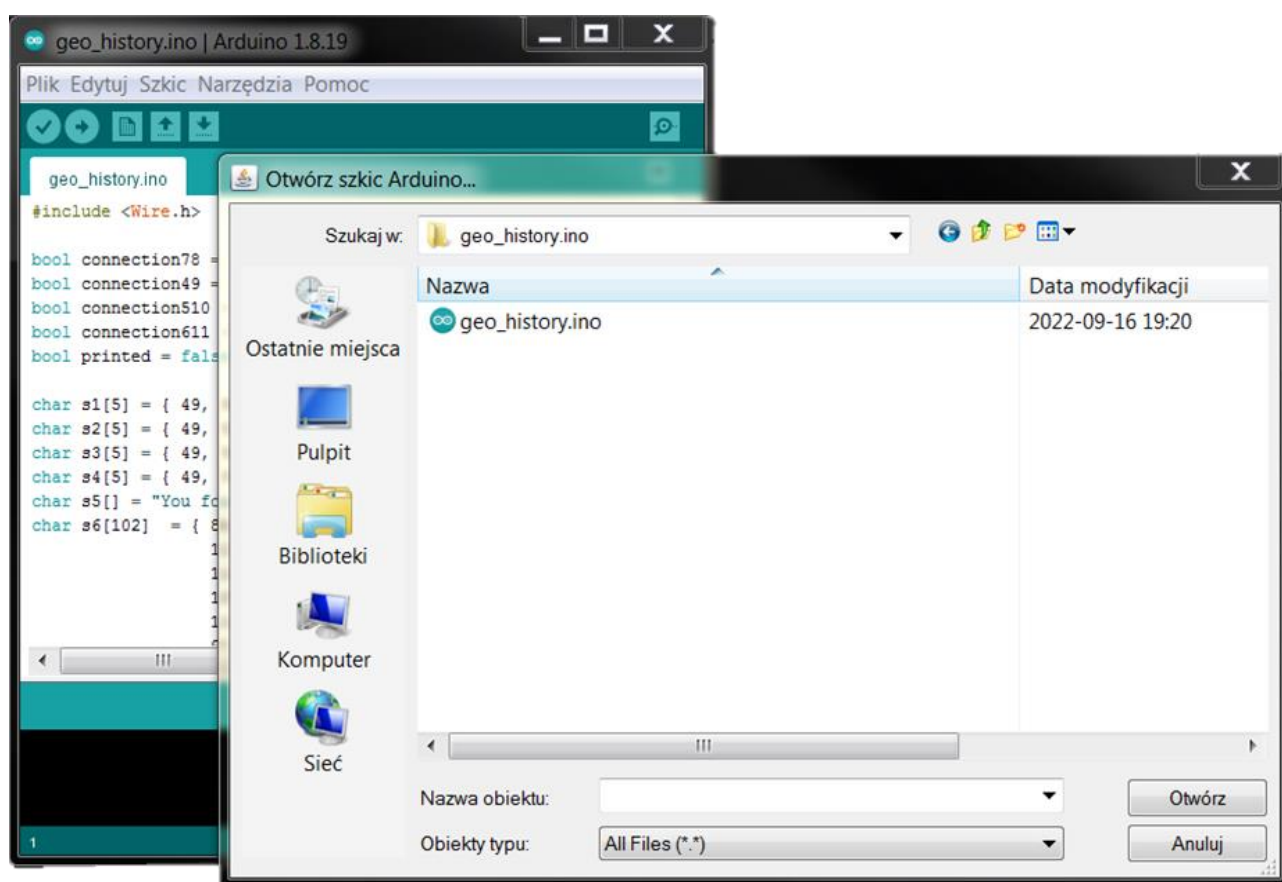 geo_history.ino | Arduino 1.8.19
Plik Edytuj Szkic Narzędzia Pomoc
geo_history.ino
#include <Wire.h>
bool connection78 =
bool connection49 =
bool connection510
bool connection611
bool printed = fals
char s1[5] = { 49,
char s2[5] = { 49,
char s3[5] = { 49,
char s4[5] = { 49,
char s5[] = "You fo
char s6[102] = { 8
1
1
1
1
1
Otwórz szkic Arduino...
Szukaj w: geo_history.ino
Nazwa Data modyfikacji
geo_history.ino 2022-09-16 19:20
Ostatnie miejsca
Pulpit
Biblioteki
Komputer
Sieć
Nazwa obiektu:
Otwórz
Obiekty typu: All Files (*.*)
Anuluj